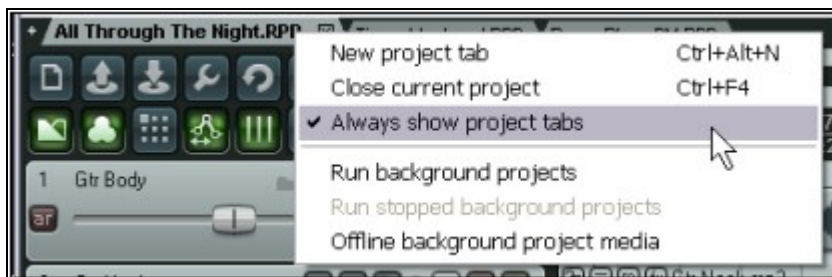 All Through The Night.RPP
New project tab Ctrl+Alt+N
Close current project Ctrl+F4
✔ Always show project tabs
Run background projects
1 Gtr Body
Run stopped background projects
ar
Offline background project media